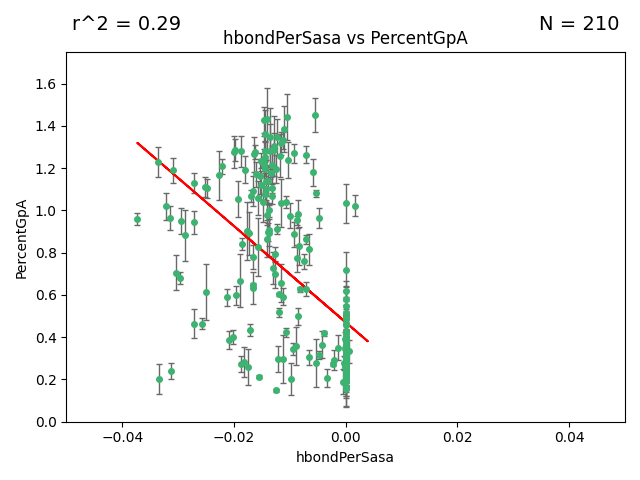 r^2 = 0.29
N = 210
hbondPerSasa vs PercentGpA
1.6
1.4
1.2
1.0
0.8
0.6
0.4
0.2
0.0
PercentGpA
−0.04 −0.02 0.00 0.02 0.04
hbondPerSasa